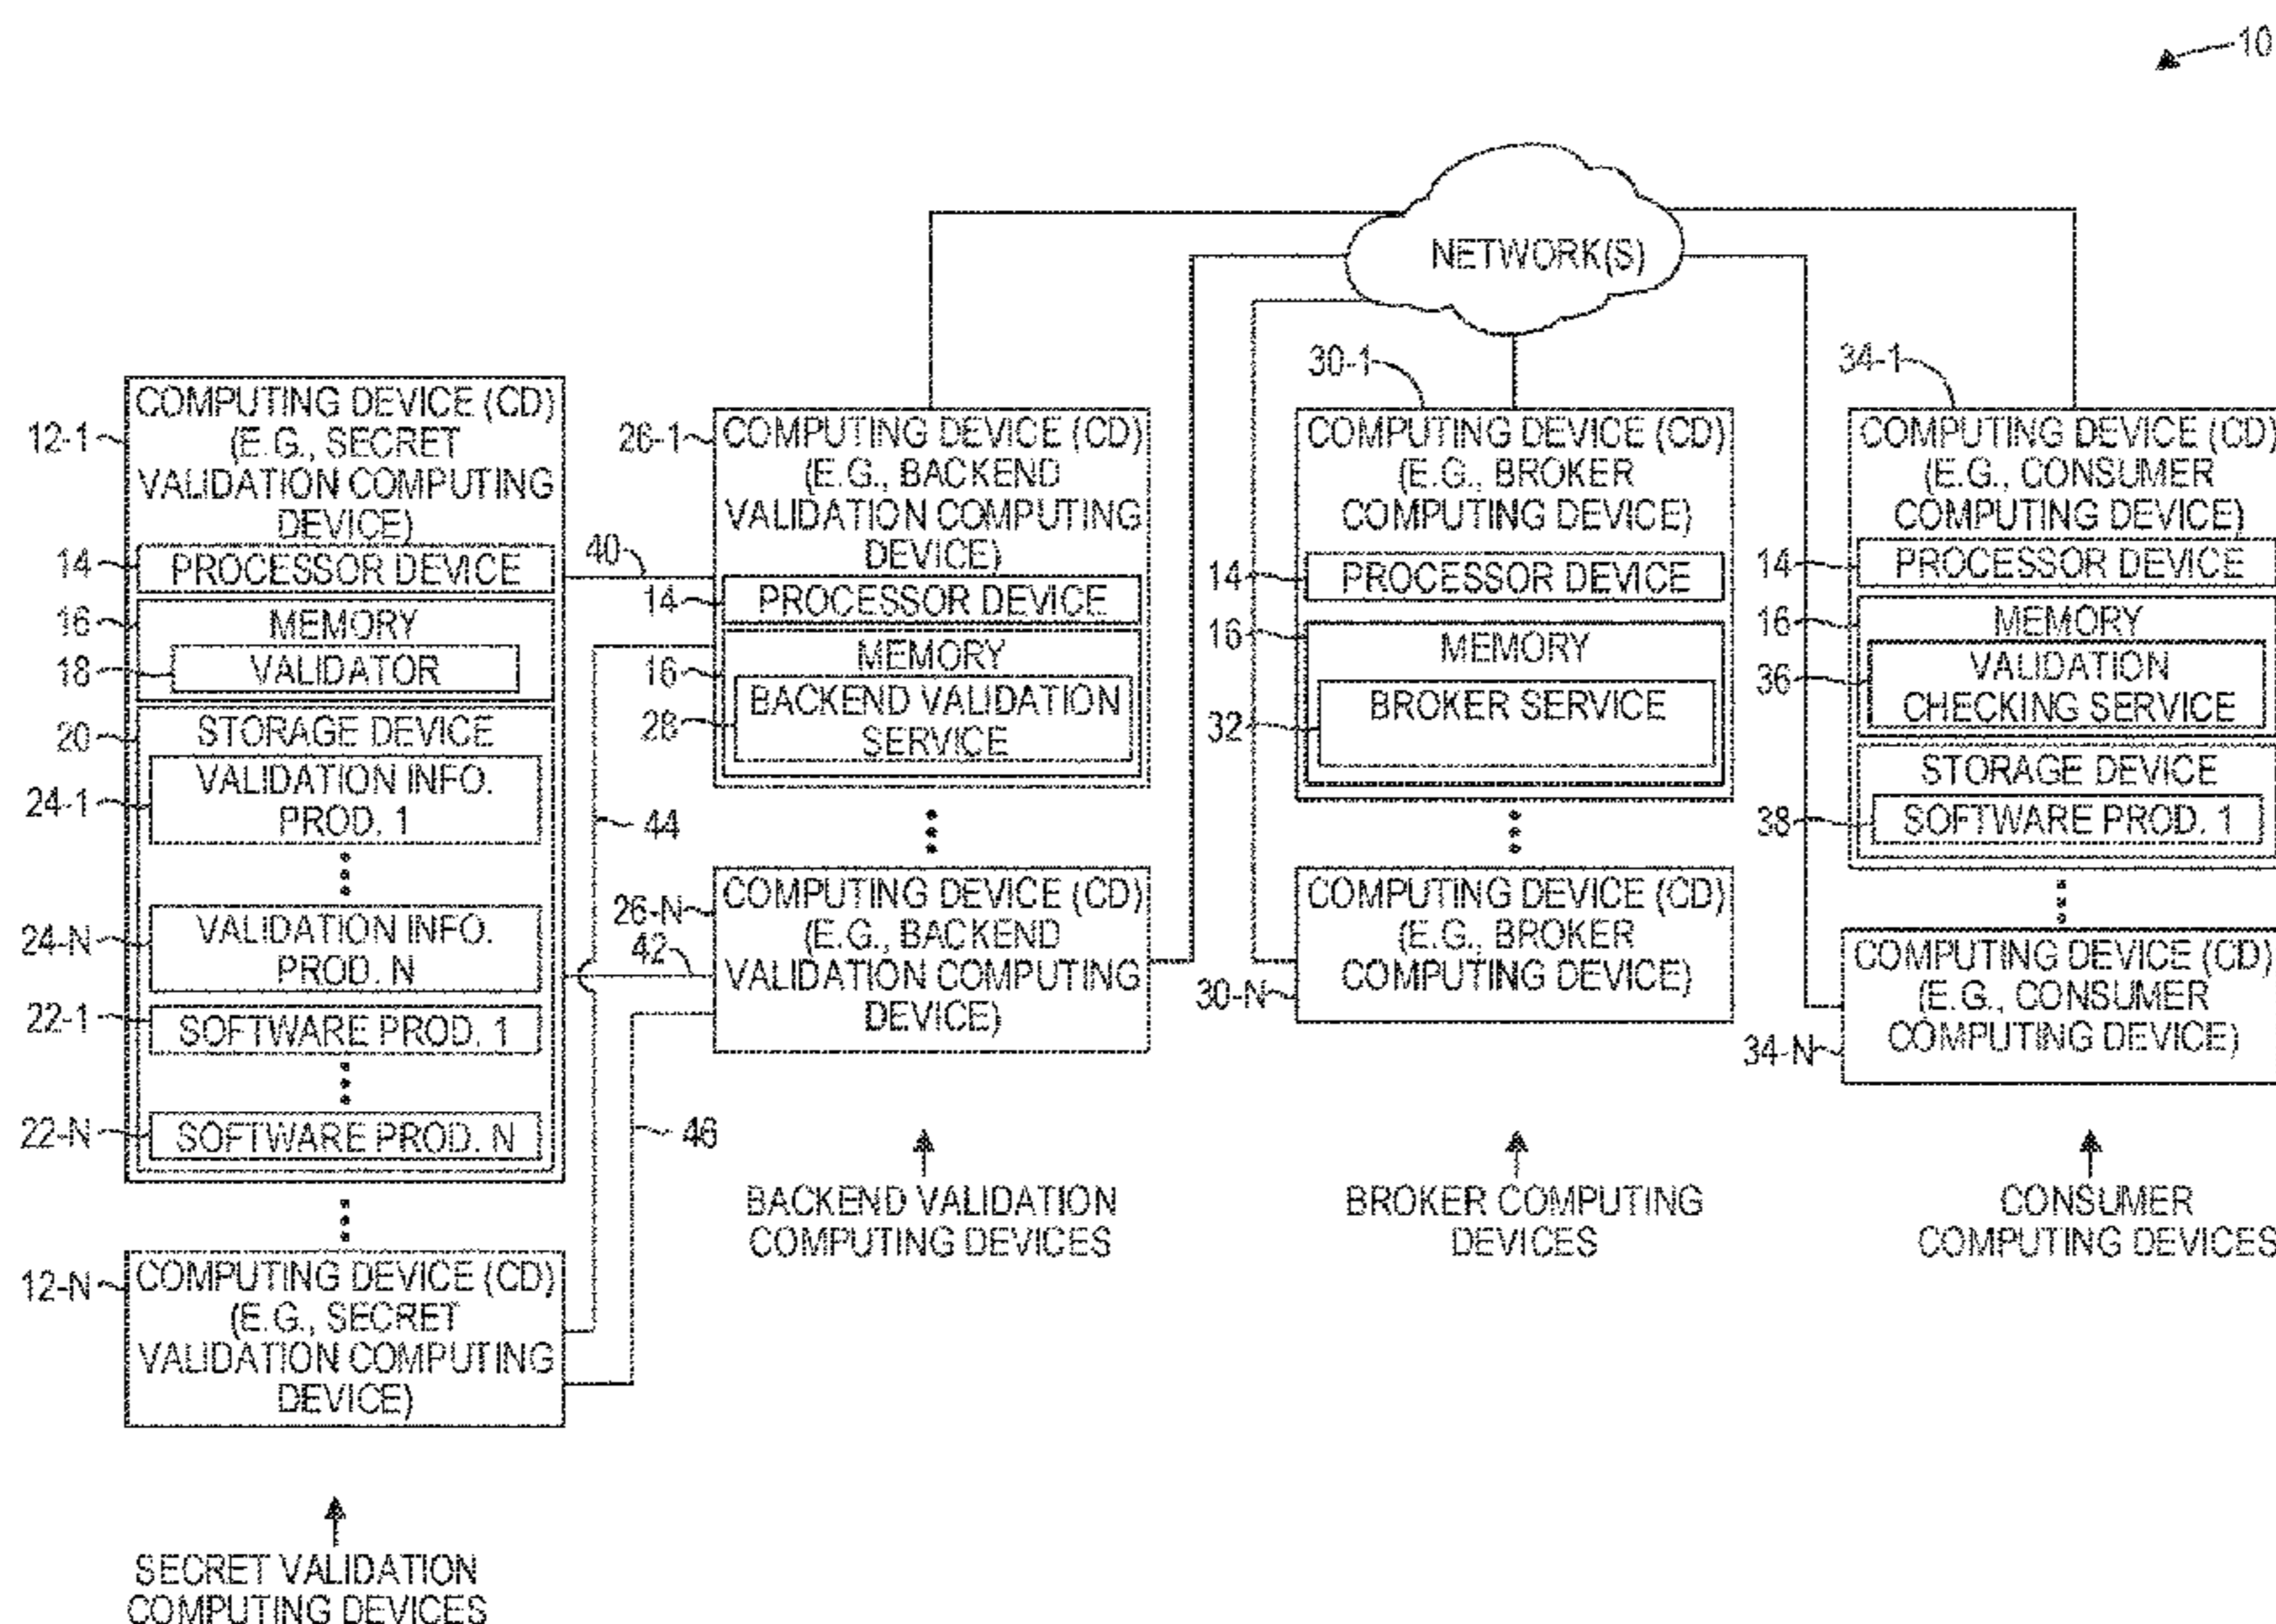 10
NETWORK(S)
12-1
COMPUTING DEVICE (CD)
(E.G., SECRET
VALIDATION COMPUTING
DEVICE)
14
PROCESSOR DEVICE
16
MEMORY
18
VALIDATOR
20
STORAGE DEVICE
24-1
VALIDATION INFO.
PROD. 1
24-N
VALIDATION INFO.
PROD. N
22-1
SOFTWARE PROD. 1
22-N
SOFTWARE PROD. N
12-N
COMPUTING DEVICE (CD)
(E.G., SECRET
VALIDATION COMPUTING
DEVICE)
SECRET VALIDATION
COMPUTING DEVICES
40
44
42
46
26-1
COMPUTING DEVICE (CD)
(E.G., BACKEND
VALIDATION COMPUTING
DEVICE)
14
PROCESSOR DEVICE
16
MEMORY
28
BACKEND VALIDATION
SERVICE
26-N
COMPUTING DEVICE (CD)
(E.G., BACKEND
VALIDATION COMPUTING
DEVICE)
BACKEND VALIDATION
COMPUTING DEVICES
30-1
COMPUTING DEVICE (CD)
(E.G., BROKER
COMPUTING DEVICE)
14
PROCESSOR DEVICE
16
MEMORY
32
BROKER SERVICE
30-N
COMPUTING DEVICE (CD)
(E.G., BROKER
COMPUTING DEVICE)
BROKER COMPUTING
DEVICES
34-1
COMPUTING DEVICE (CD)
(E.G., CONSUMER
COMPUTING DEVICE)
14
PROCESSOR DEVICE
16
MEMORY
36
VALIDATION
CHECKING SERVICE
STORAGE DEVICE
38
SOFTWARE PROD. 1
34-N
COMPUTING DEVICE (CD)
(E.G., CONSUMER
COMPUTING DEVICE)
CONSUMER
COMPUTING DEVICES